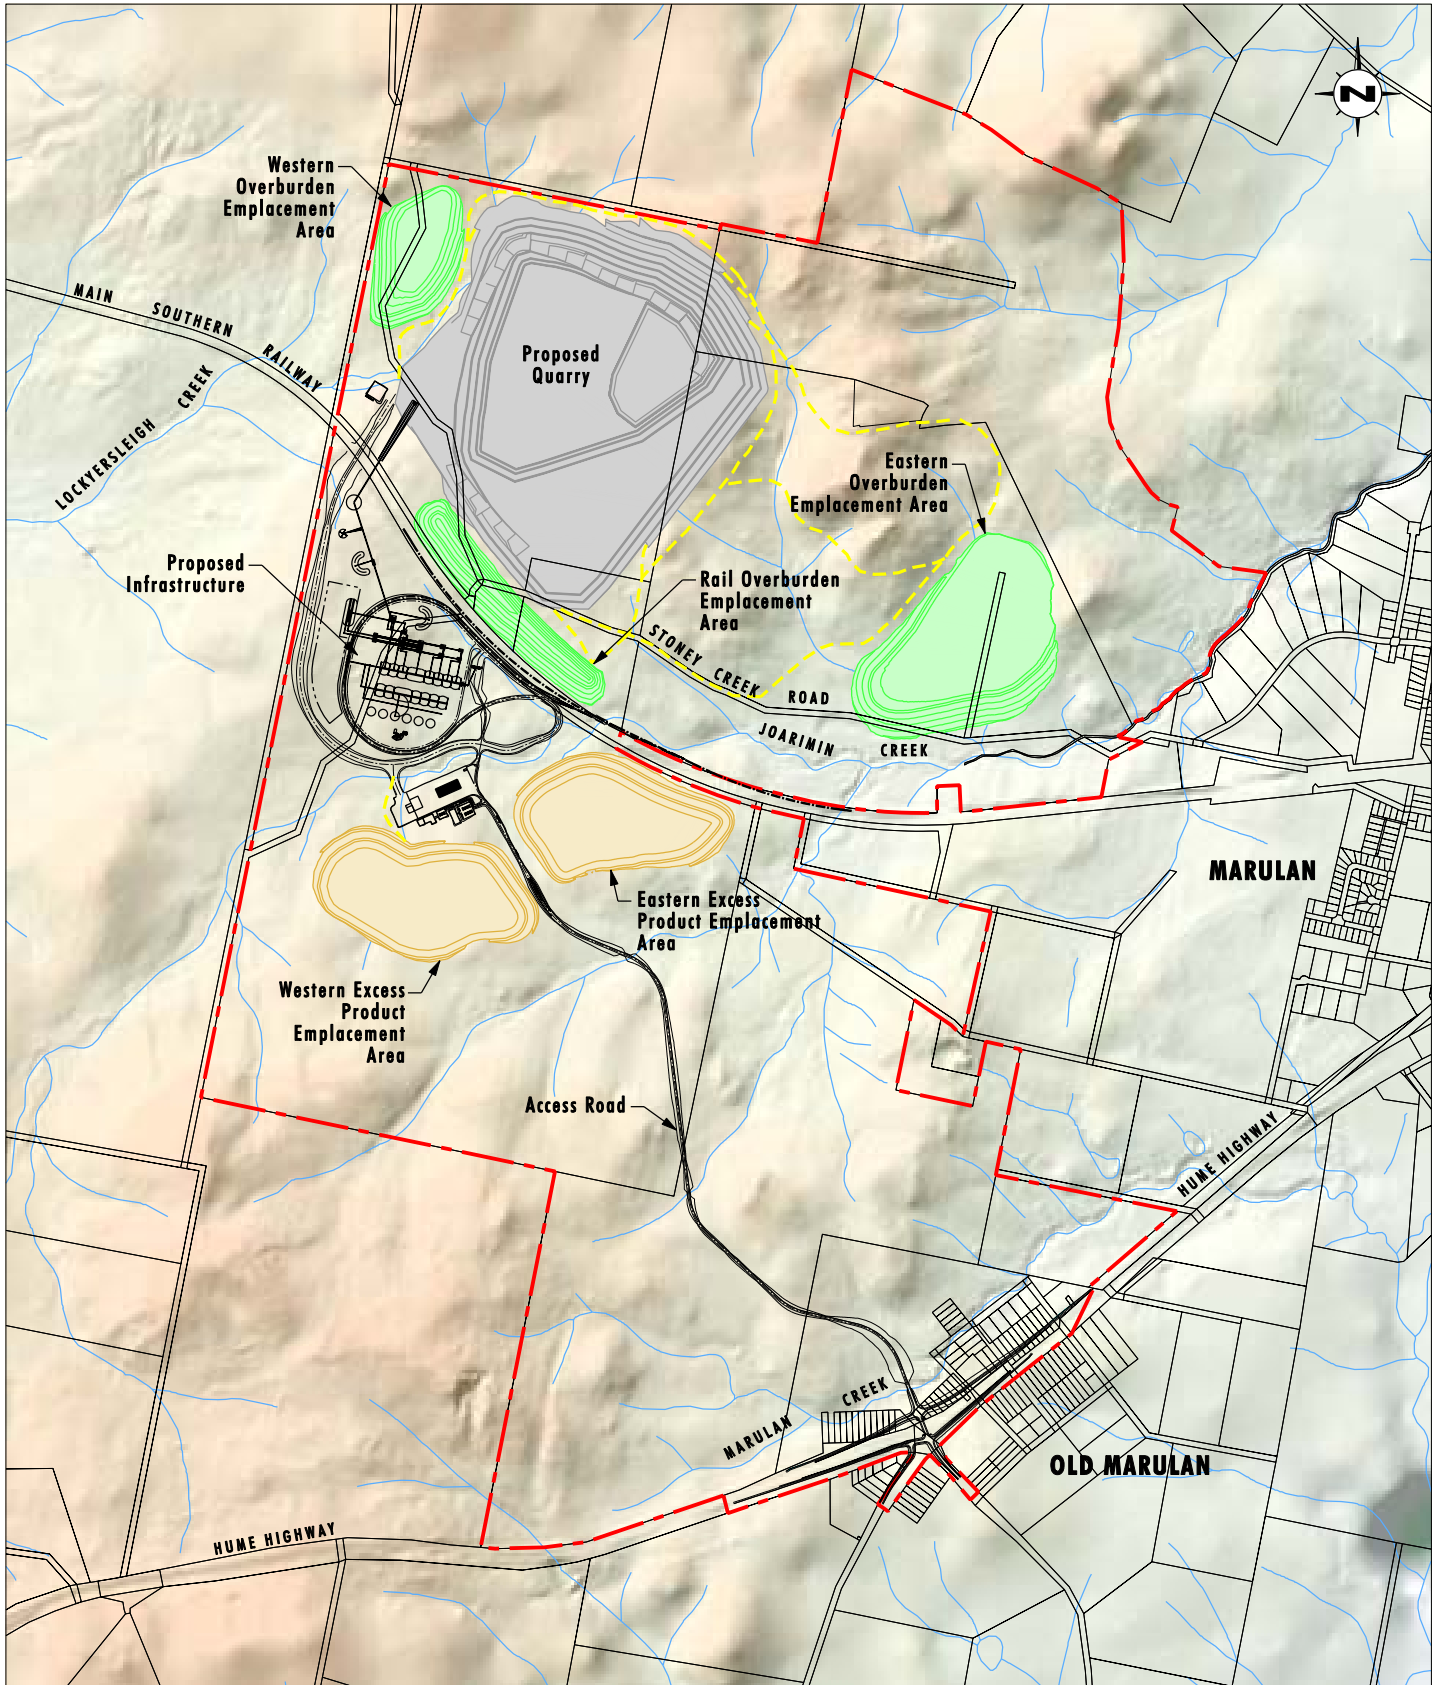 N
Western
Overburden
Emplacement
Area
MAIN SOUTHERN RAILWAY
LOCKYERSLEIGH CREEK
Proposed
Quarry
Eastern
Overburden
Emplacement Area
Proposed
Infrastructure
Rail Overburden
Emplacement
Area
STONEY CREEK ROAD
JOARIMIN CREEK
MARULAN
Eastern Excess
Product Emplacement
Area
Western Excess
Product
Emplacement
Area
Access Road
HUME HIGHWAY
MARULAN CREEK
OLD MARULAN
HUME HIGHWAY